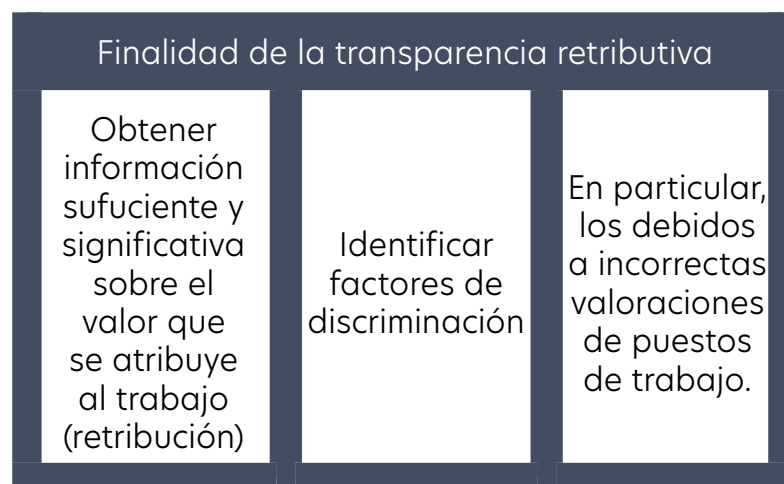 Finalidad de la transparencia retributiva
Obtener
información
sufuciente y
significativa
sobre el
valor que
se atribuye
al trabajo
(retribución)
Identificar
factores de
discriminación
En particular,
los debidos
a incorrectas
valoraciones
de puestos
de trabajo.